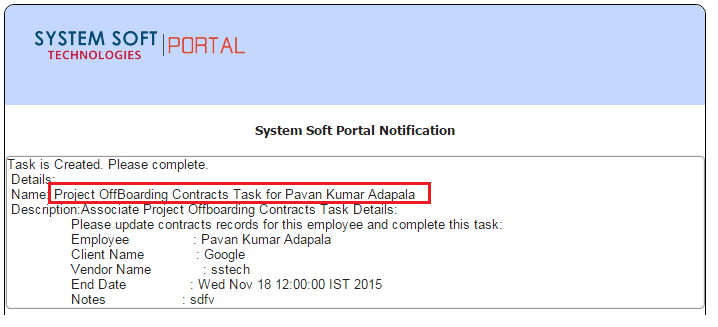 SYSTEM SOFT
TECHNOLOGIES
PORTAL
System Soft Portal Notification
Task is Created. Please complete.
Details:
Name: Project OffBoarding Contracts Task for Pavan Kumar Adapala
Description:Associate Project Offboarding Contracts Task Details:
Please update contracts records for this employee and complete this task:
Employee : Pavan Kumar Adapala
Client Name : Google
Vendor Name : sstech
End Date : Wed Nov 18 12:00:00 IST 2015
Notes : sdfv